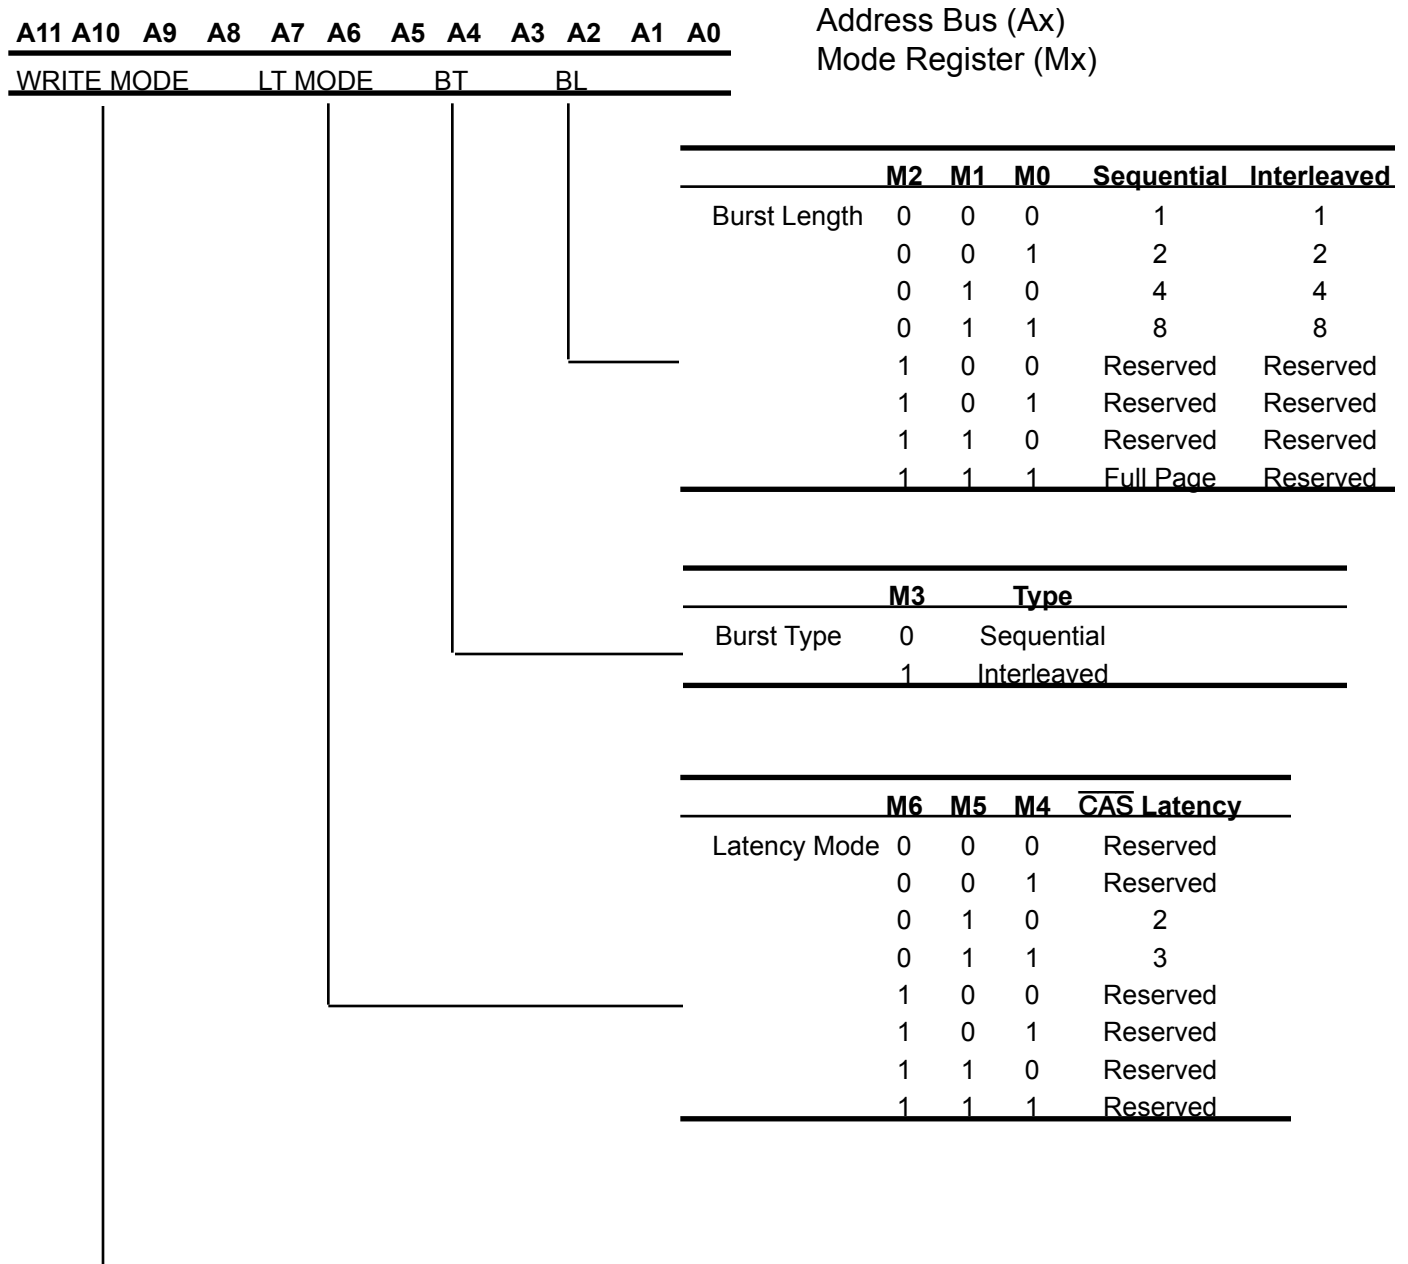 A11 A10 A9 A8 A7 A6 A5 A4 A3 A2 A1 A0
Address Bus (Ax)
Mode Register (Mx)
WRITE MODE LT MODE BT BL
M2 M1 M0 Sequential Interleaved
Burst Length 0 0 0 1 1
0 0 1 2 2
0 1 0 4 4
0 1 1 8 8
1 0 0 Reserved Reserved
1 0 1 Reserved Reserved
1 1 0 Reserved Reserved
1 1 1 Full Page Reserved
M3 Type
Burst Type 0 Sequential
1 Interleaved
M6 M5 M4 C̅A̅S̅ Latency
Latency Mode 0 0 0 Reserved
0 0 1 Reserved
0 1 0 2
0 1 1 3
1 0 0 Reserved
1 0 1 Reserved
1 1 0 Reserved
1 1 1 Reserved